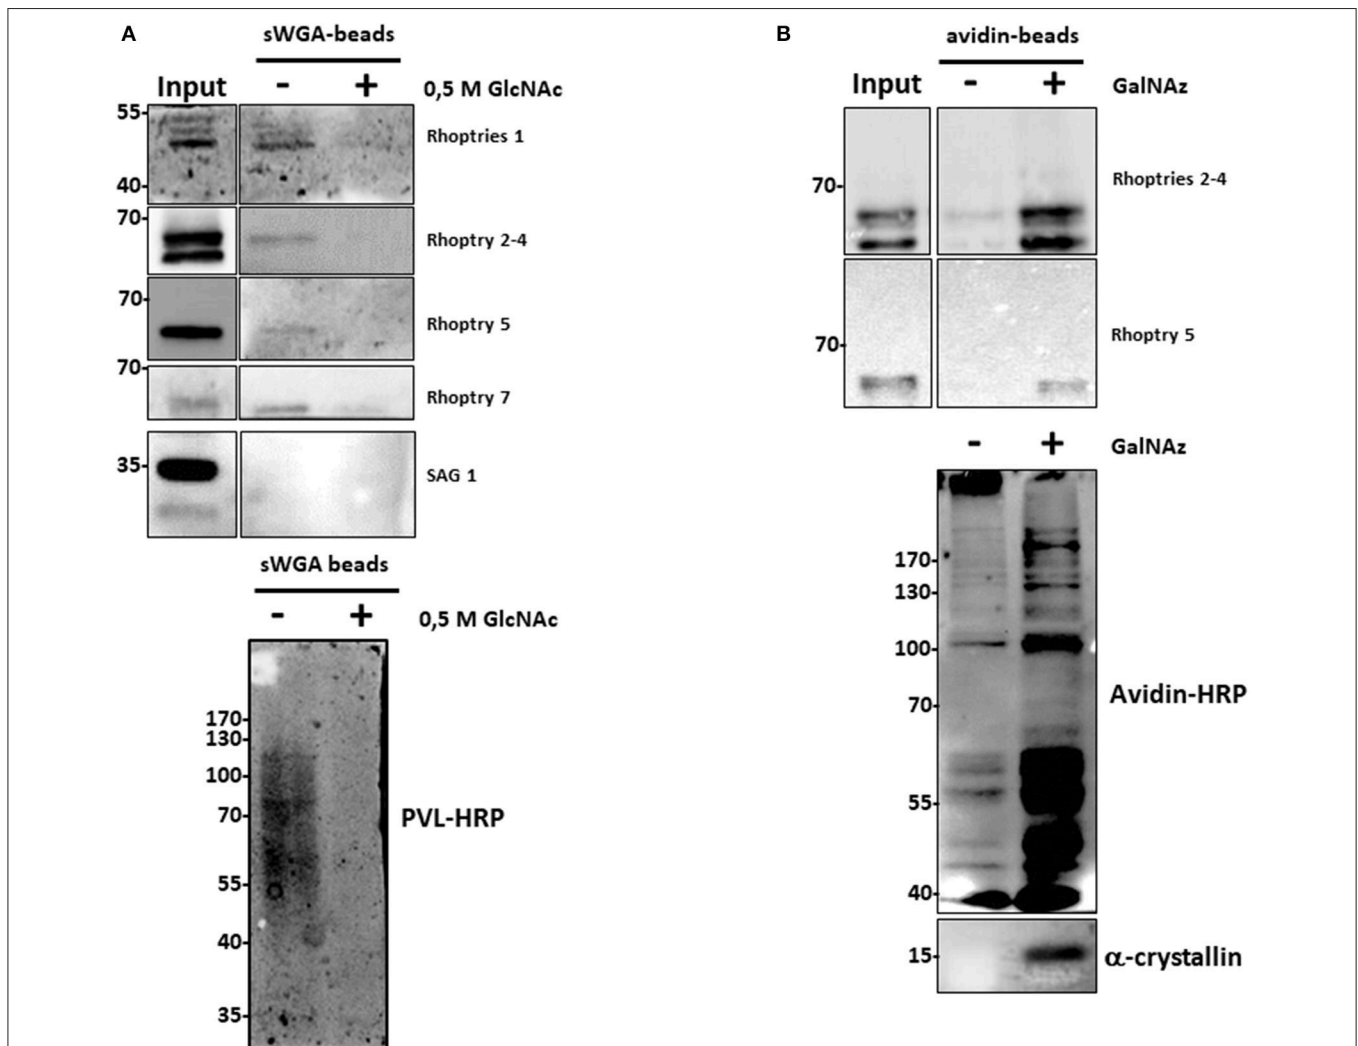 A
sWGA-beads
Input - + 0,5 M GlcNAc
55-
Rhoptries 1
40-
70-
Rhoptry 2-4
70-
Rhoptry 5
70-
Rhoptry 7
35-
SAG 1
sWGA beads
- + 0,5 M GlcNAc
170-
130-
100-
70-
PVL-HRP
55-
40-
35-
B
avidin-beads
Input - + GalNAz
Rhoptries 2-4
70-
Rhoptry 5
70-
- + GalNAz
170-
130-
100-
Avidin-HRP
70-
55-
40-
15-
α-crystallin